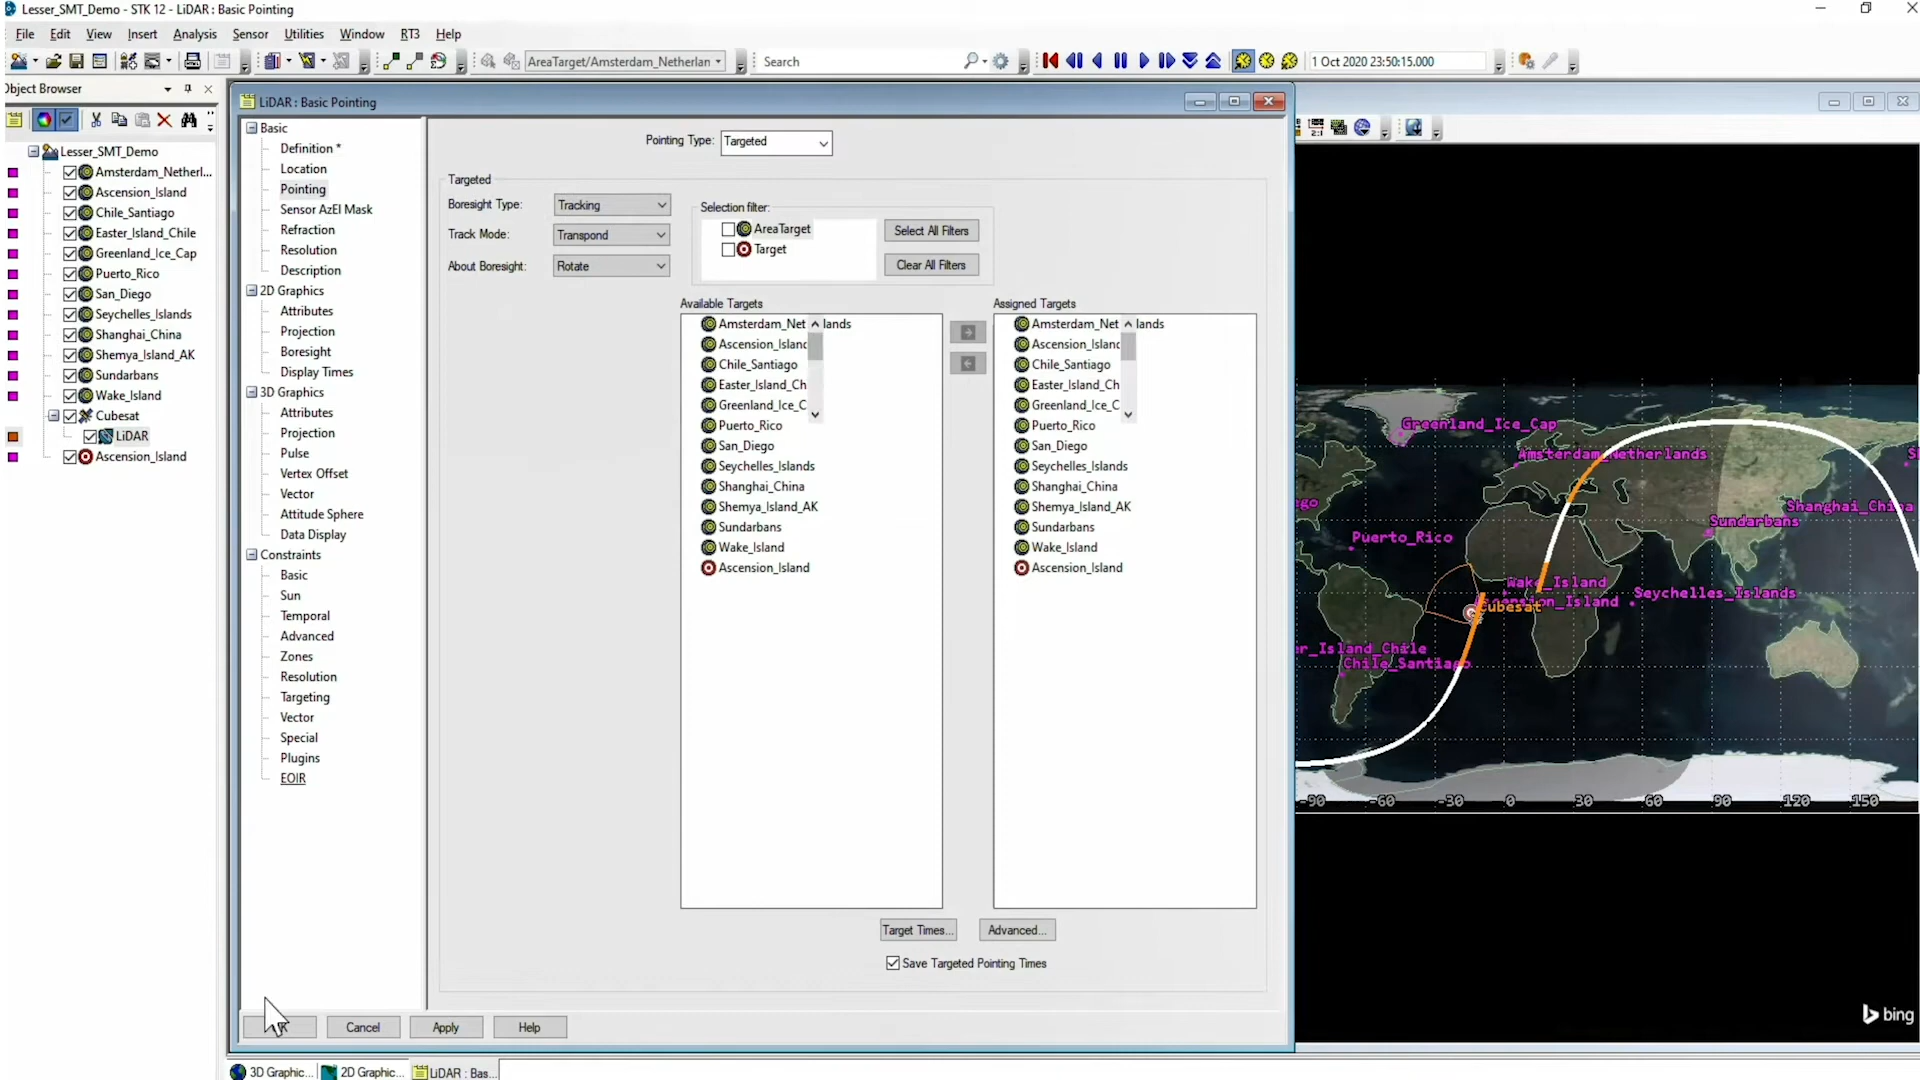 Lesser_SMT_Demo - STK 12 - LiDAR : Basic Pointing
File Edit View Insert Analysis Sensor Utilities Window RT3 Help
AreaTarget/Amsterdam_Netherlan
Search
1 Oct 2020 23:50:15.000
Object Browser
Lesser_SMT_Demo
Amsterdam_Netherl...
Ascension_Island
Chile_Santiago
Easter_Island_Chile
Greenland_Ice_Cap
Puerto_Rico
San_Diego
Seychelles_Islands
Shanghai_China
Shemya_Island_AK
Sundarbans
Wake_Island
Cubesat
LiDAR
Ascension_Island
LiDAR : Basic Pointing
Basic
Definition *
Location
Pointing
Sensor AzEl Mask
Refraction
Resolution
Description
2D Graphics
Attributes
Projection
Boresight
Display Times
3D Graphics
Attributes
Projection
Pulse
Vertex Offset
Vector
Attitude Sphere
Data Display
Constraints
Basic
Sun
Temporal
Advanced
Zones
Resolution
Targeting
Vector
Special
Plugins
EOIR
Pointing Type: Targeted
Targeted
Boresight Type: Tracking
Track Mode: Transpond
About Boresight: Rotate
Selection filter:
AreaTarget
Target
Select All Filters
Clear All Filters
Available Targets
Amsterdam_Net lands
Ascension_Islanc
Chile_Santiago
Easter_Island_Ch
Greenland_Ice_C
Puerto_Rico
San_Diego
Seychelles_Islands
Shanghai_China
Shemya_Island_AK
Sundarbans
Wake_Island
Ascension_Island
Assigned Targets
Amsterdam_Net lands
Ascension_Islanc
Chile_Santiago
Easter_Island_Ch
Greenland_Ice_C
Puerto_Rico
San_Diego
Seychelles_Islands
Shanghai_China
Shemya_Island_AK
Sundarbans
Wake_Island
Ascension_Island
Target Times...
Advanced...
Save Targeted Pointing Times
Cancel
Apply
Help
2:1
Greenland_Ice_Cap
Amsterdam_Netherlands
go
Shanghai_China
Sundarbans
Puerto_Rico
Wake_Island
Seychelles_Islands
Cubesat
er_Island_Chile
Chile_Santiago
-90 -60 -30 0 30 60 90 120 150
bing
3D Graphic...
2D Graphic...
LiDAR : Bas...